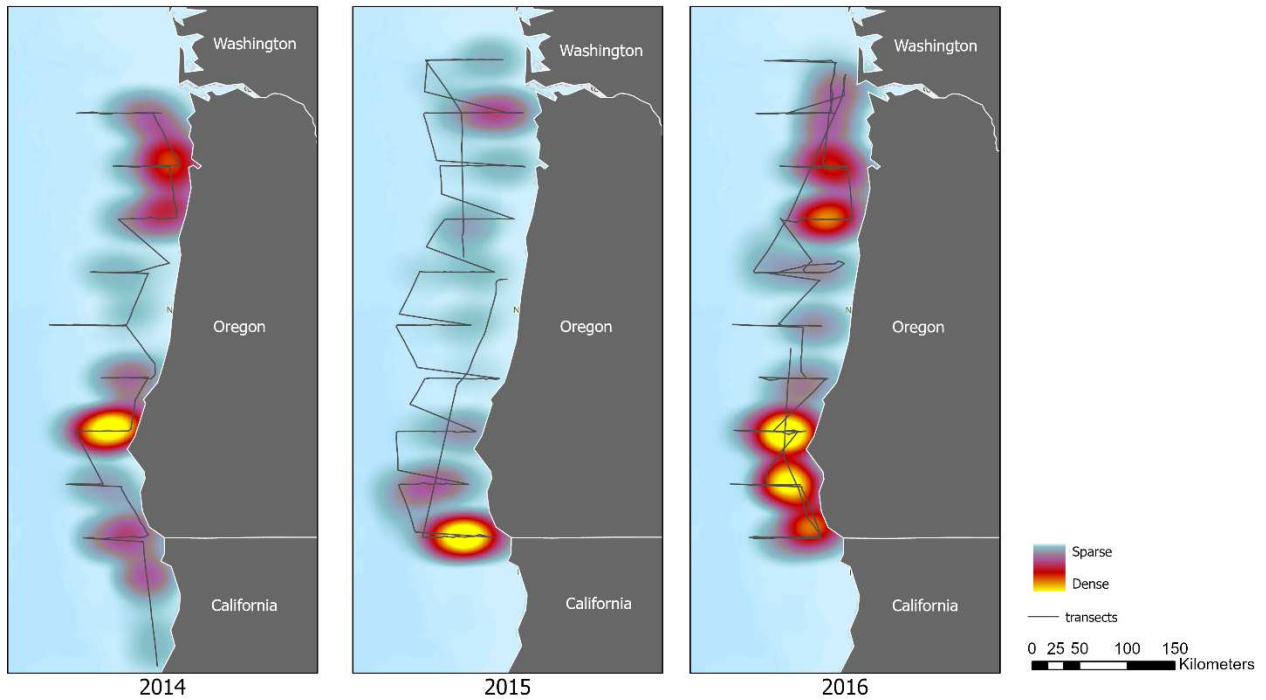 Washington
Oregon
California
2014
Washington
Oregon
California
2015
Washington
Oregon
California
2016
N
N
Sparse
Dense
transects
0 25 50 100 150
Kilometers